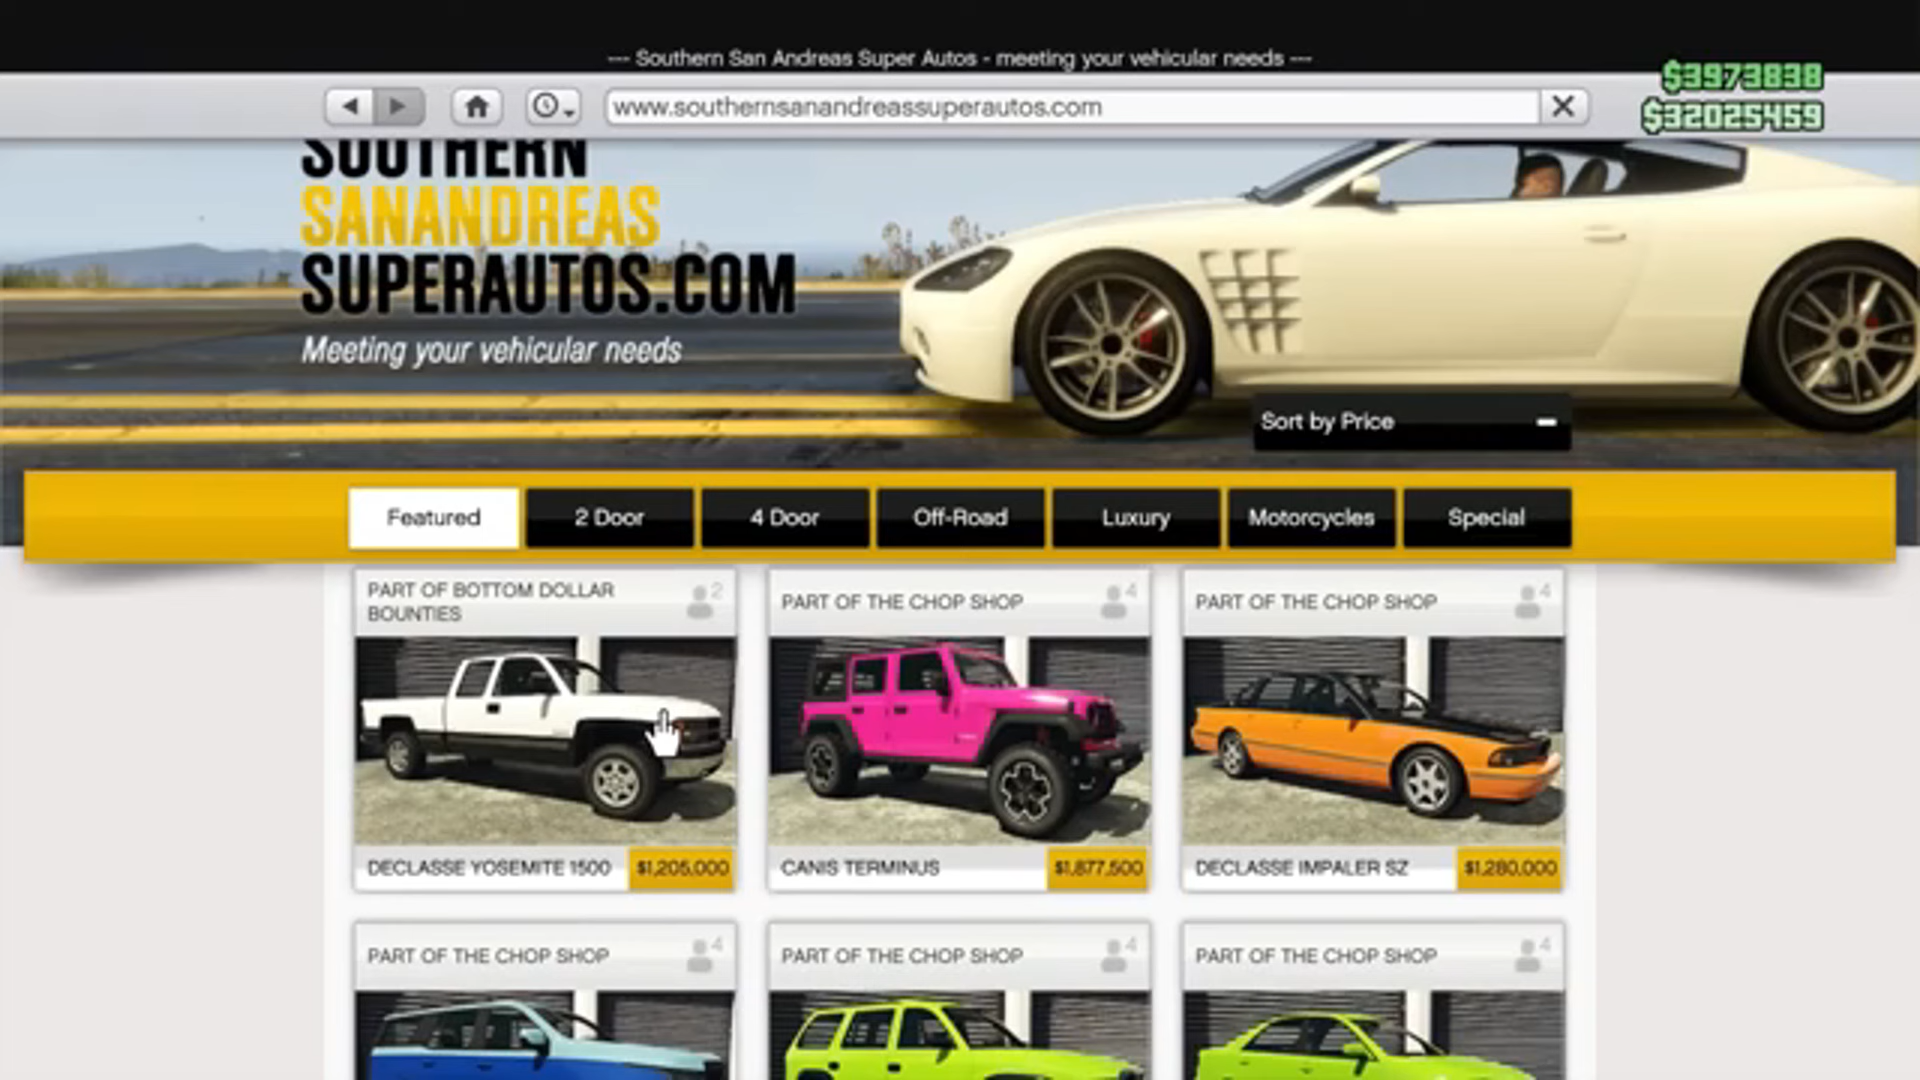 --- Southern San Andreas Super Autos - meeting your vehicular needs ---
$3973838
www.southernsanandreassuperautos.com
$32025459
SOUTHERN
SANANDREAS
SUPERAUTOS.COM
Meeting your vehicular needs
Sort by Price
Featured
2 Door
4 Door
Off-Road
Luxury
Motorcycles
Special
PART OF BOTTOM DOLLAR
BOUNTIES
2
PART OF THE CHOP SHOP
4
PART OF THE CHOP SHOP
4
DECLASSE YOSEMITE 1500
$1,205,000
CANIS TERMINUS
$1,877,500
DECLASSE IMPALER SZ
$1,280,000
PART OF THE CHOP SHOP
4
PART OF THE CHOP SHOP
4
PART OF THE CHOP SHOP
4